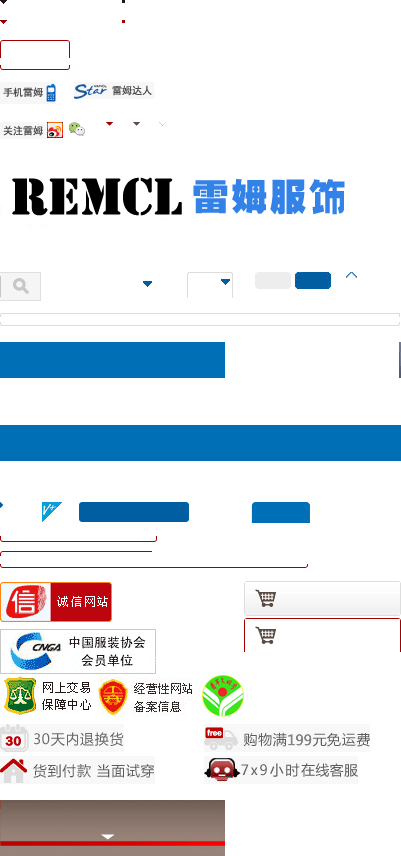 手机雷姆 Star 雷姆达人
关注雷姆
REMCL 雷姆服饰
V+
信 诚信网站
CNGA 中国服装协会
会员单位
网上交易
保障中心
经营性网站
备案信息
30 30天内退换货
free 购物满199元免运费
货到付款 当面试穿
7x9小时在线客服